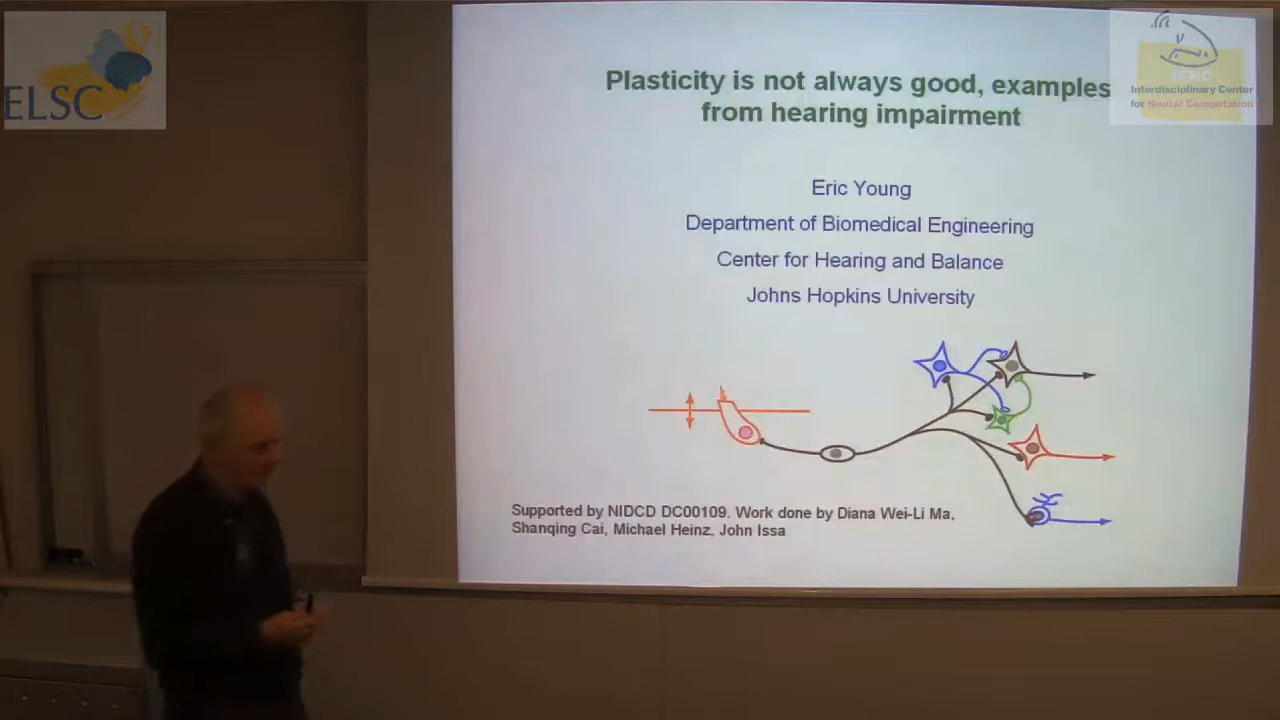 ELSC
ICNC
Interdisciplinary Center
for Neural Computation
Plasticity is not always good, examples
from hearing impairment
Eric Young
Department of Biomedical Engineering
Center for Hearing and Balance
Johns Hopkins University
Supported by NIDCD DC00109. Work done by Diana Wei-Li Ma,
Shanqing Cai, Michael Heinz, John Issa